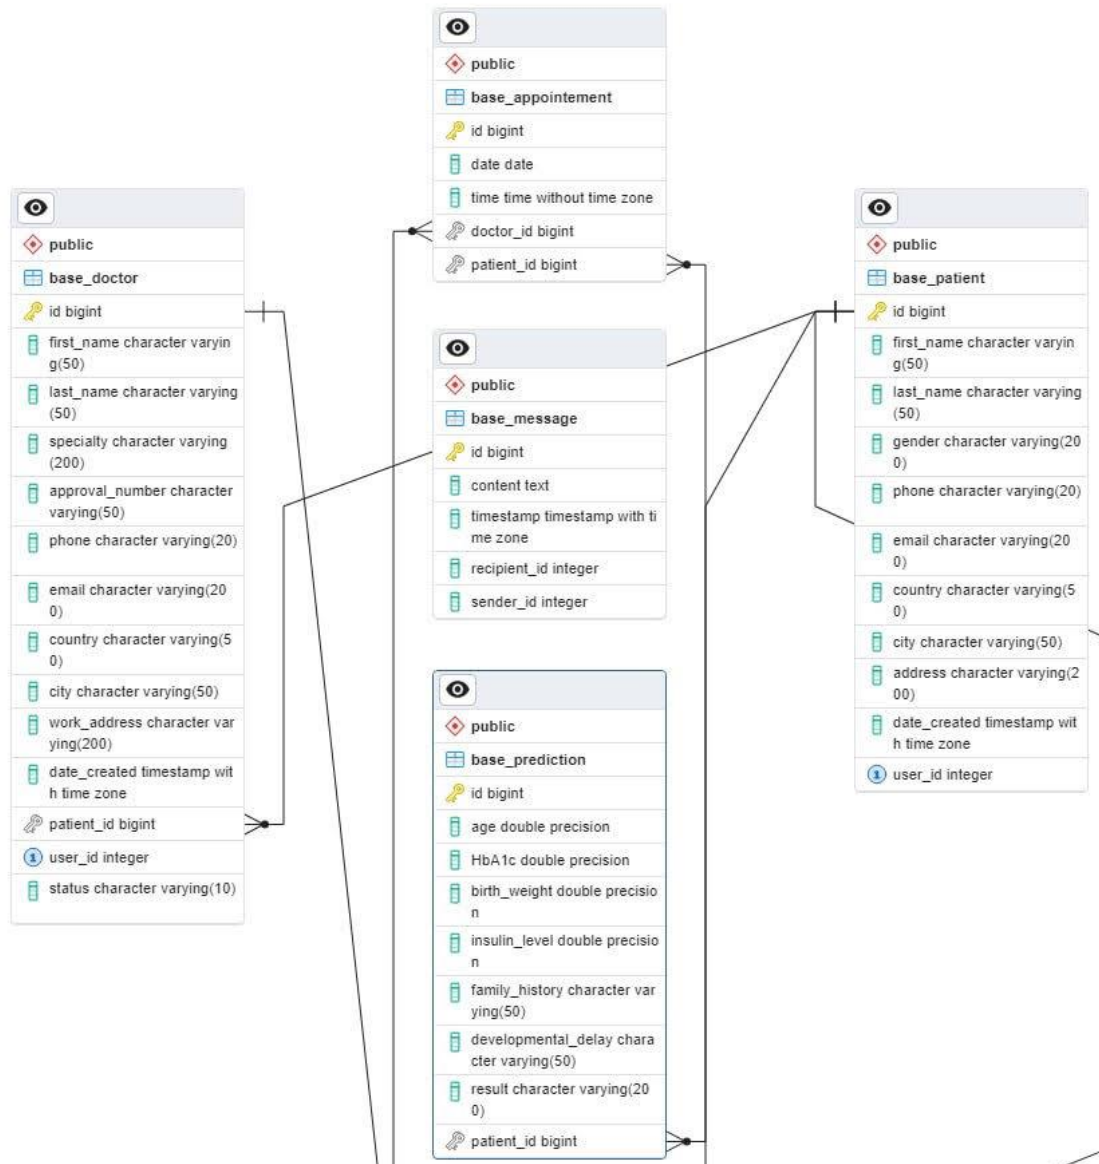 public
base_appointement
id bigint
date date
time time without time zone
doctor_id bigint
patient_id bigint
public
base_doctor
id bigint
first_name character varyin
g(50)
last_name character varying
(50)
specialty character varying
(200)
approval_number character
varying(50)
phone character varying(20)
email character varying(20
0)
country character varying(5
0)
city character varying(50)
work_address character var
ying(200)
date_created timestamp wit
h time zone
patient_id bigint
user_id integer
status character varying(10)
public
base_message
id bigint
content text
timestamp timestamp with ti
me zone
recipient_id integer
sender_id integer
public
base_prediction
id bigint
age double precision
HbA1c double precision
birth_weight double precisio
n
insulin_level double precisio
n
family_history character var
ying(50)
developmental_delay chara
cter varying(50)
result character varying(20
0)
patient_id bigint
public
base_patient
id bigint
first_name character varyin
g(50)
last_name character varying
(50)
gender character varying(20
0)
phone character varying(20)
email character varying(20
0)
country character varying(5
0)
city character varying(50)
address character varying(2
00)
date_created timestamp wit
h time zone
user_id integer